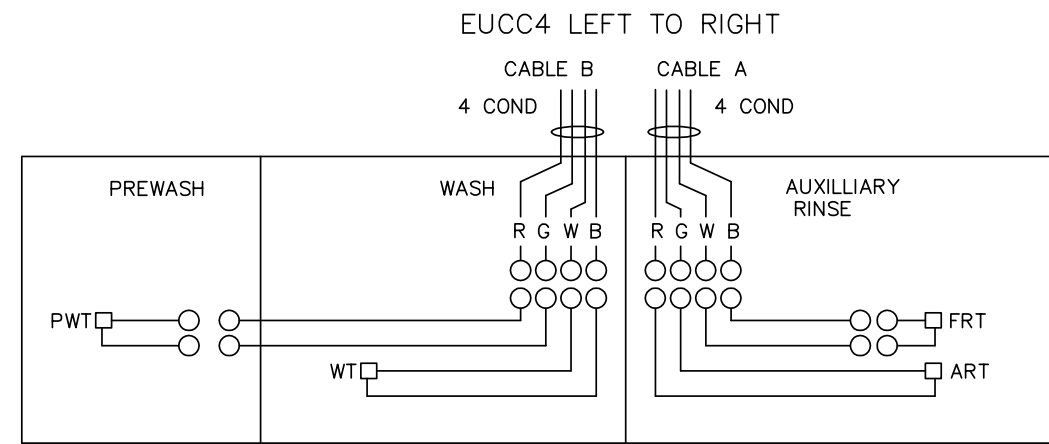 EUCC4 LEFT TO RIGHT
CABLE B
CABLE A
4 COND
4 COND
PREWASH
WASH
AUXILLIARY
RINSE
R G W B
R G W B
PWT
FRT
WT
ART